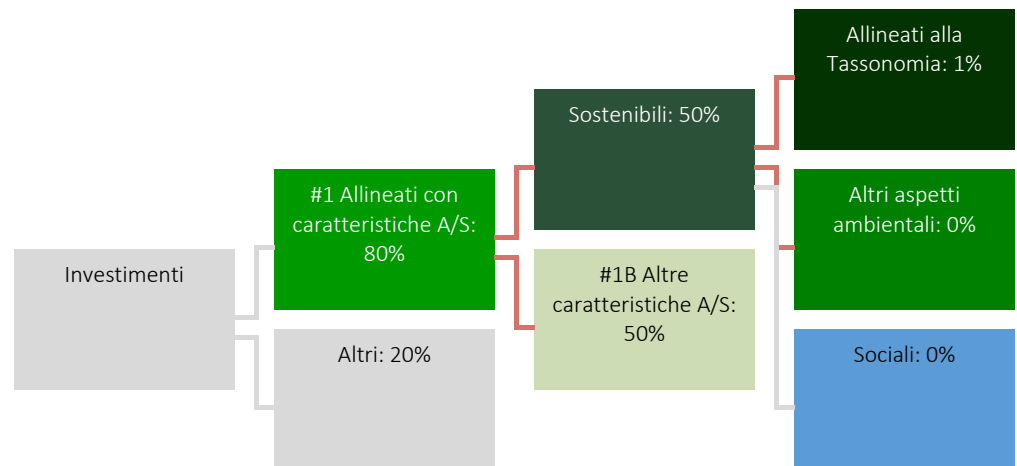 Investimenti
#1 Allineati con
caratteristiche A/S:
80%
Altri: 20%
Sostenibili: 50%
#1B Altre
caratteristiche A/S:
50%
Allineati alla
Tassonomia: 1%
Altri aspetti
ambientali: 0%
Sociali: 0%